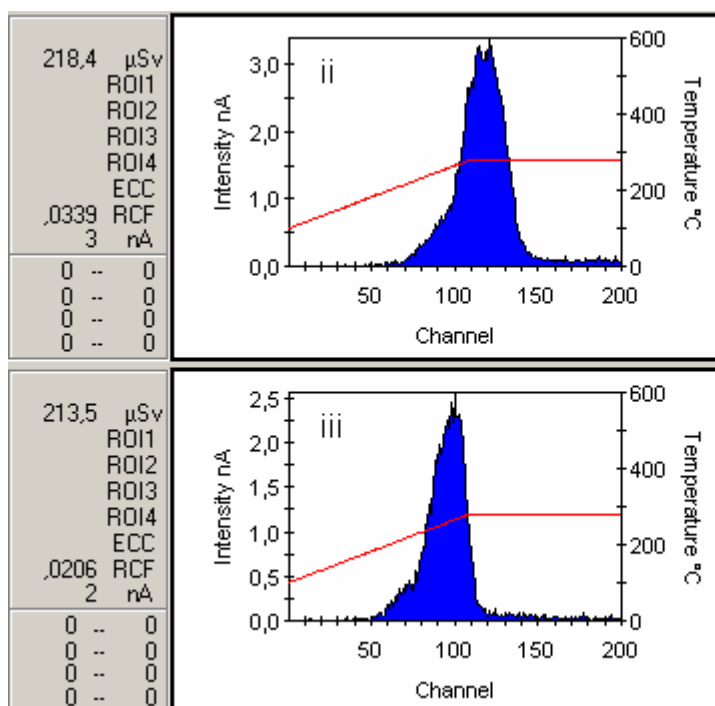 218,4 µSv
ROI1
ROI2
ROI3
ROI4
ECC
,0339 RCF
3 nA
0 -- 0
0 -- 0
0 -- 0
0 -- 0
ii
Intensity nA
3,0
2,0
1,0
0,0
600
400
200
0
Temperature °C
50 100 150 200
Channel
213,5 µSv
ROI1
ROI2
ROI3
ROI4
ECC
,0206 RCF
2 nA
0 -- 0
0 -- 0
0 -- 0
0 -- 0
iii
Intensity nA
2,5
2,0
1,5
1,0
0,5
0,0
600
400
200
0
Temperature °C
50 100 150 200
Channel